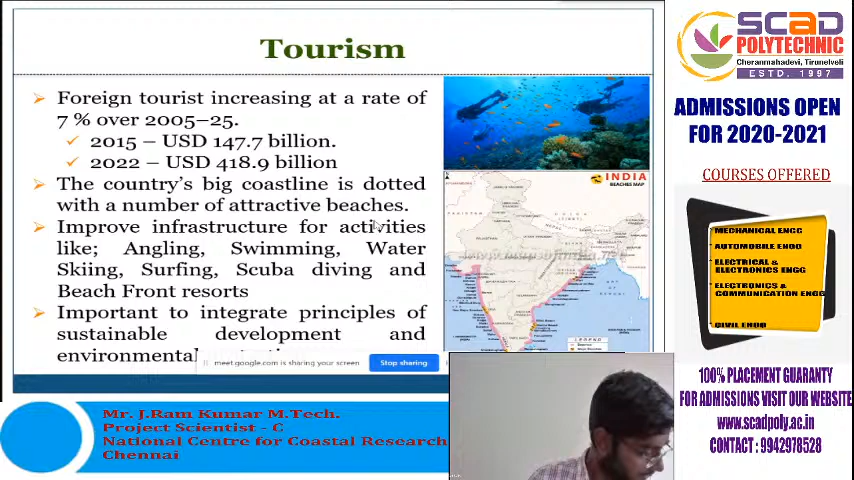 Tourism
Foreign tourist increasing at a rate of
7 % over 2005–25.
2015 – USD 147.7 billion.
2022 – USD 418.9 billion
The country's big coastline is dotted
with a number of attractive beaches.
Improve infrastructure for activities
like; Angling, Swimming, Water
Skiing, Surfing, Scuba diving and
Beach Front resorts
Important to integrate principles of
sustainable development and
environmental
INDIA
BEACHES MAP
LEGEND
meet.google.com is sharing your screen
Stop sharing
Mr. J.Ram Kumar M.Tech.
Project Scientist - C
National Centre for Coastal Research
Chennai
SCAD
POLYTECHNIC
Cheranmahadevi, Tirunelveli
ESTD. 1997
ADMISSIONS OPEN
FOR 2020-2021
COURSES OFFERED
MECHANICAL ENGG
AUTOMOBILE ENGG
ELECTRICAL &
ELECTRONICS ENGG
ELECTRONICS &
COMMUNICATION ENGG
CIVIL ENGG
100% PLACEMENT GUARANTY
FOR ADMISSIONS VISIT OUR WEBSITE
www.scadpoly.ac.in
CONTACT : 9942978528